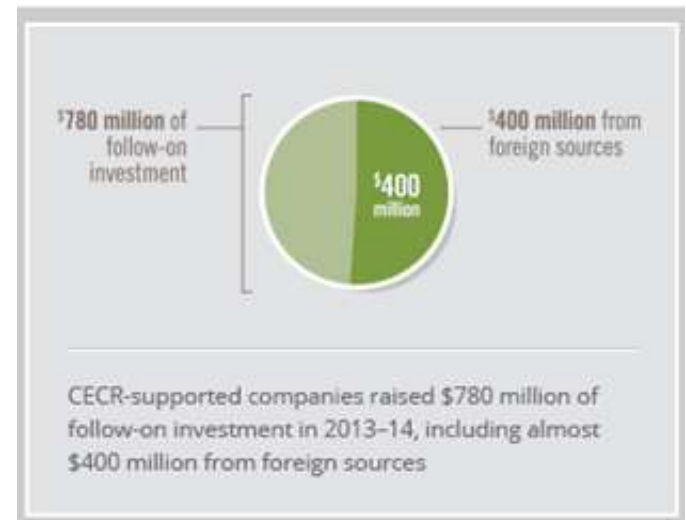 $780 million of
follow-on
investment
$400
million
$400 million from
foreign sources
CECR-supported companies raised $780 million of
follow-on investment in 2013–14, including almost
$400 million from foreign sources